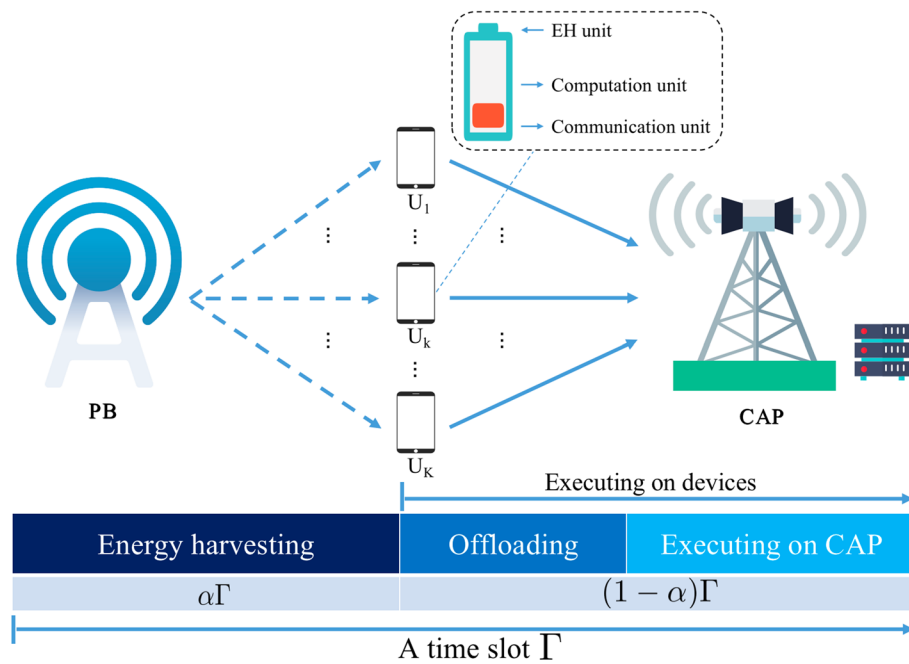 EH unit
Computation unit
Communication unit
U1
⋮ ⋯ ⋮
Uk
⋮ ⋯ ⋮
UK
PB
CAP
Executing on devices
Energy harvesting Offloading Executing on CAP
αΓ (1 − α)Γ
A time slot Γ